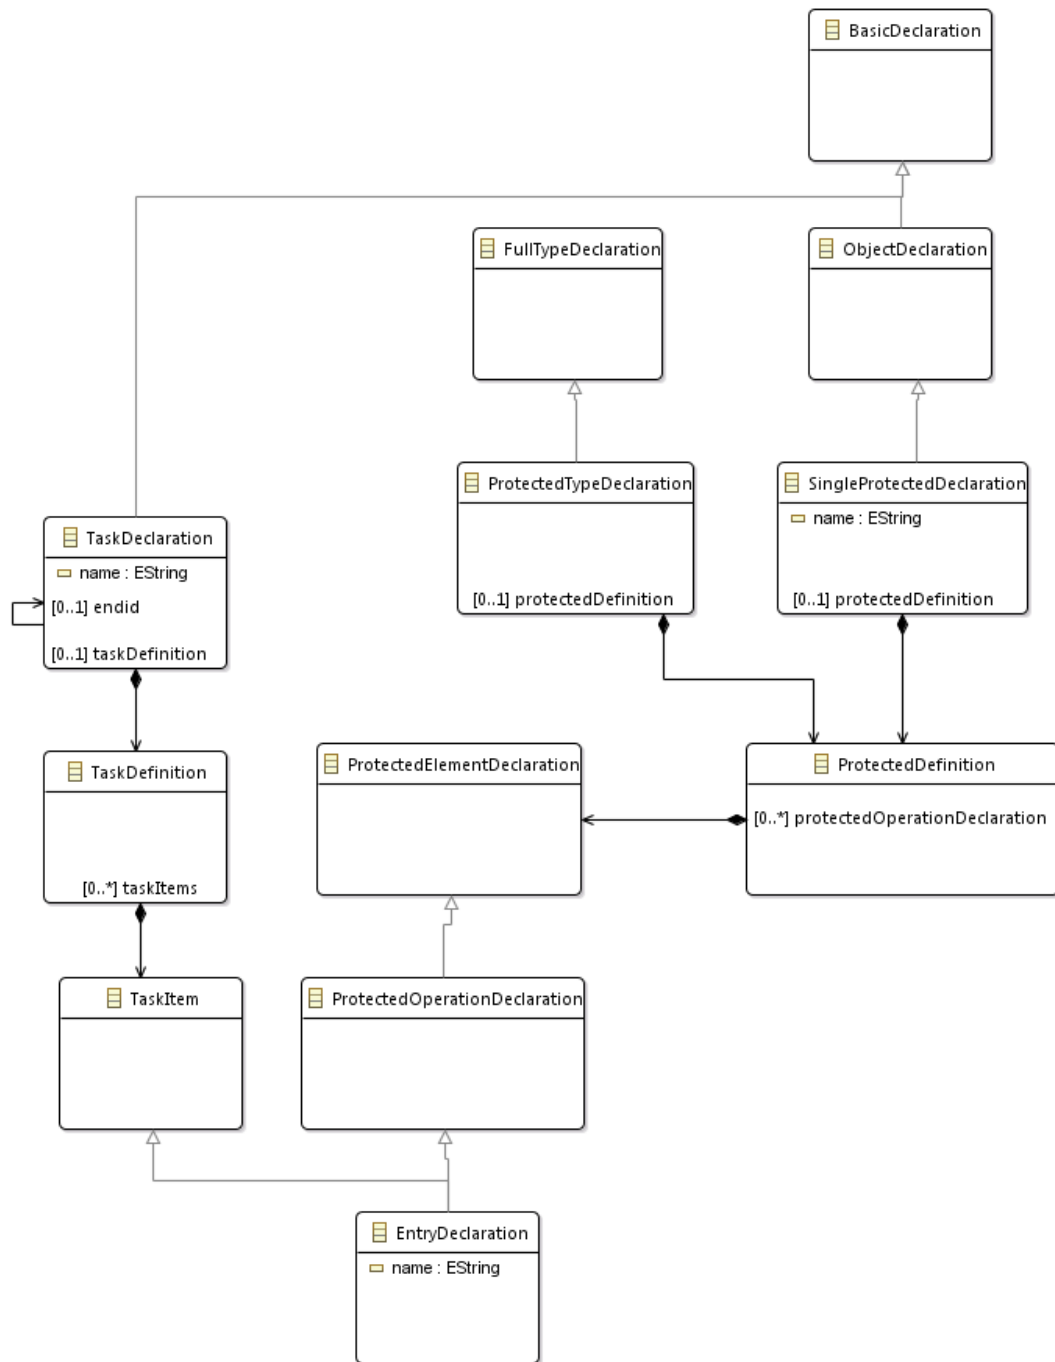 BasicDeclaration
FullTypeDeclaration
ObjectDeclaration
ProtectedTypeDeclaration
[0..1] protectedDefinition
SingleProtectedDeclaration
name : EString
[0..1] protectedDefinition
TaskDeclaration
name : EString
[0..1] endid
[0..1] taskDefinition
TaskDefinition
[0..*] taskItems
ProtectedElementDeclaration
ProtectedDefinition
[0..*] protectedOperationDeclaration
TaskItem
ProtectedOperationDeclaration
EntryDeclaration
name : EString